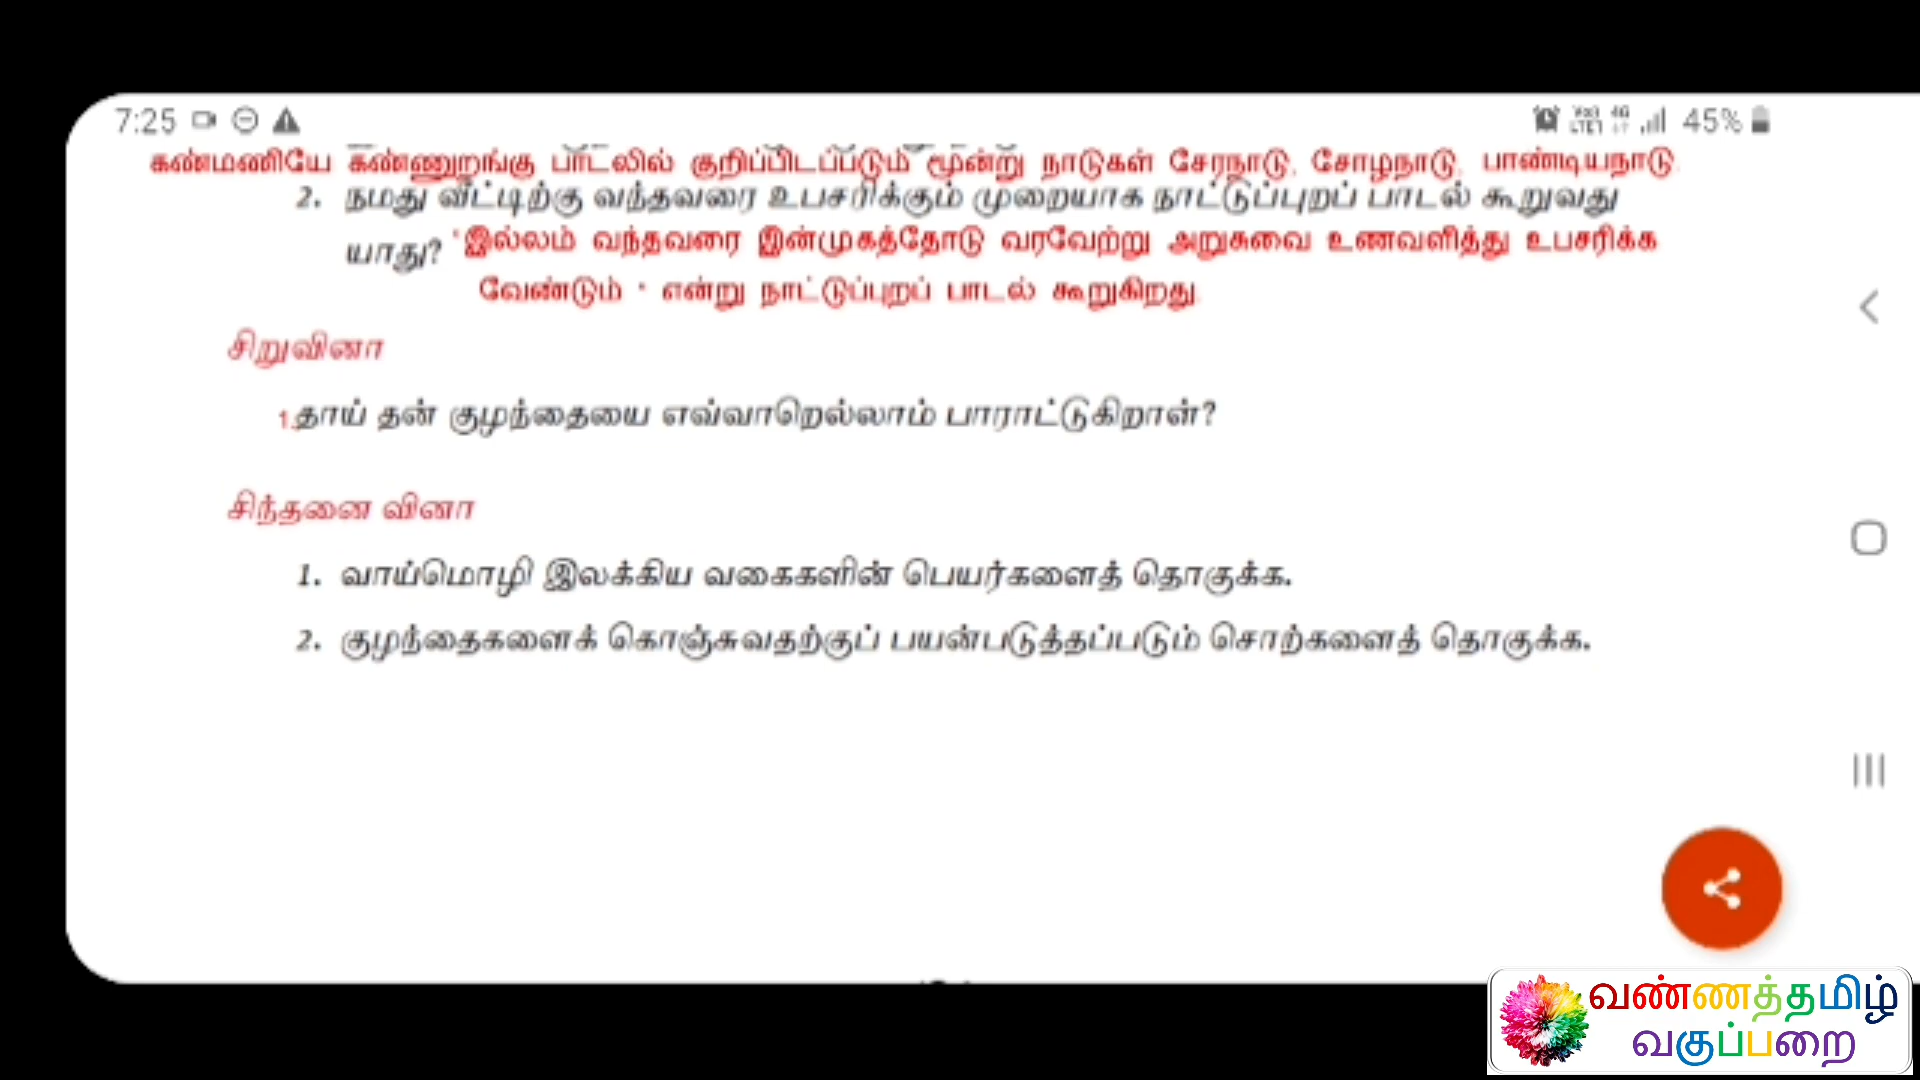 7:25
45%
கண்மணியே கண்ணுறங்கு பாடலில் குறிப்பிடப்படும் மூன்று நாடுகள் சேரநாடு, சோழநாடு, பாண்டியநாடு.
2. நமது வீட்டிற்கு வந்தவரை உபசரிக்கும் முறையாக நாட்டுப்புறப் பாடல் கூறுவது
யாது? ' இல்லம் வந்தவரை இன்முகத்தோடு வரவேற்று அறுசுவை உணவளித்து உபசரிக்க
வேண்டும் ' என்று நாட்டுப்புறப் பாடல் கூறுகிறது.
சிறுவினா
1.தாய் தன் குழந்தையை எவ்வாறெல்லாம் பாராட்டுகிறாள்?
சிந்தனை வினா
1. வாய்மொழி இலக்கிய வகைகளின் பெயர்களைத் தொகுக்க.
2. குழந்தைகளைக் கொஞ்சுவதற்குப் பயன்படுத்தப்படும் சொற்களைத் தொகுக்க.
வண்ணத்தமிழ்
வகுப்பறை